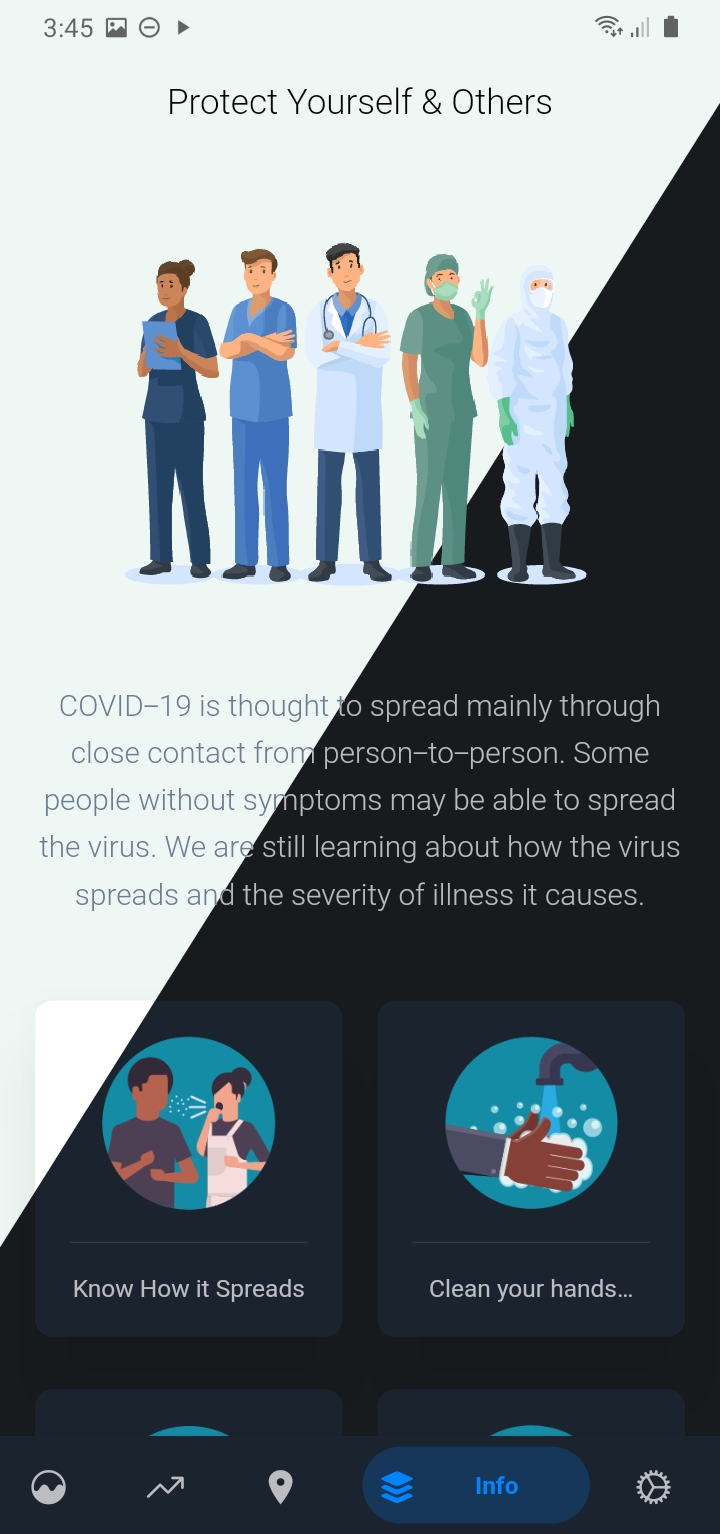 3:45
Protect Yourself & Others
COVID–19 is thought to spread mainly through
close contact from person–to–person. Some
people without symptoms may be able to spread
the virus. We are still learning about how the virus
spreads and the severity of illness it causes.
Know How it Spreads
Clean your hands...
Info